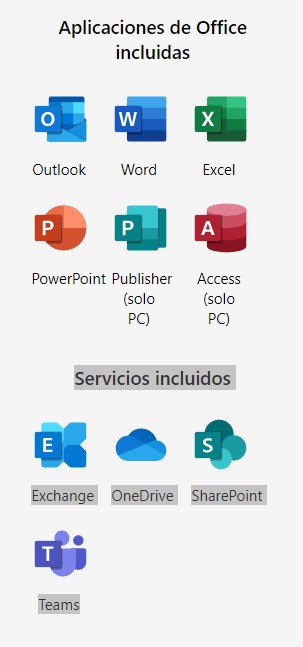 Aplicaciones de Office
incluidas
O W X
Outlook Word Excel
P P A
PowerPoint Publisher Access
(solo (solo
PC) PC)
Servicios incluidos
E S
Exchange OneDrive SharePoint
T
Teams